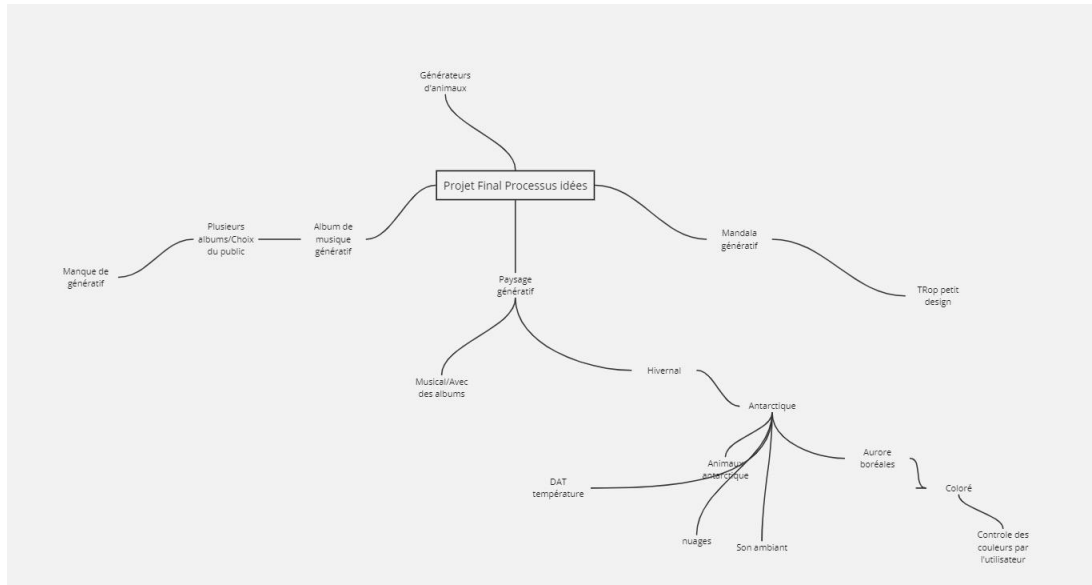 Générateurs
d'animaux
Projet Final Processus idées
Plusieurs
albums/Choix
du public
Album de
musique
génératif
Mandala
génératif
Manque de
génératif
Paysage
génératif
TRop petit
design
Musical/Avec
des albums
Hivernal
Antarctique
Animaux
antarctique
Aurore
boréales
DAT
température
Coloré
nuages
Son ambiant
Controle des
couleurs par
l'utilisateur